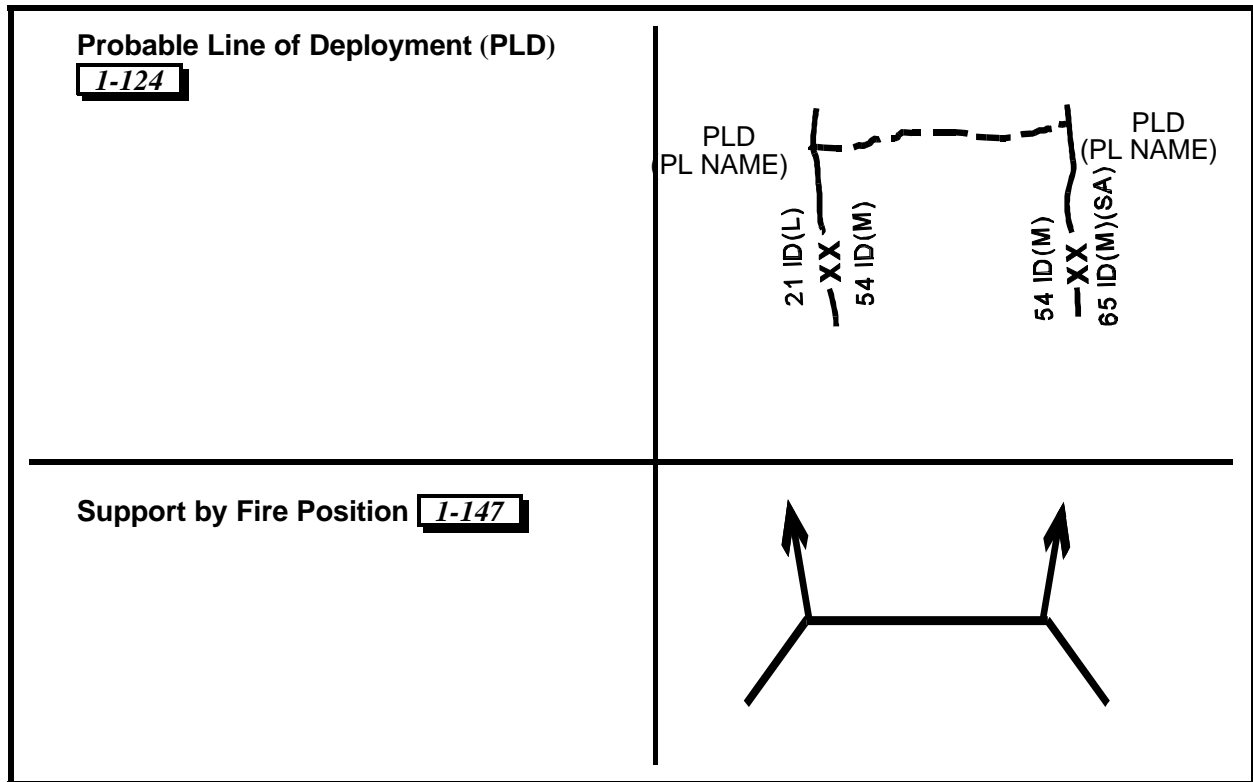 Probable Line of Deployment (PLD)
1-124
PLD
(PL NAME)
PLD
(PL NAME)
21 ID(L)
XX
54 ID(M)
54 ID(M)
XX
65 ID(M)(SA)
Support by Fire Position 1-147